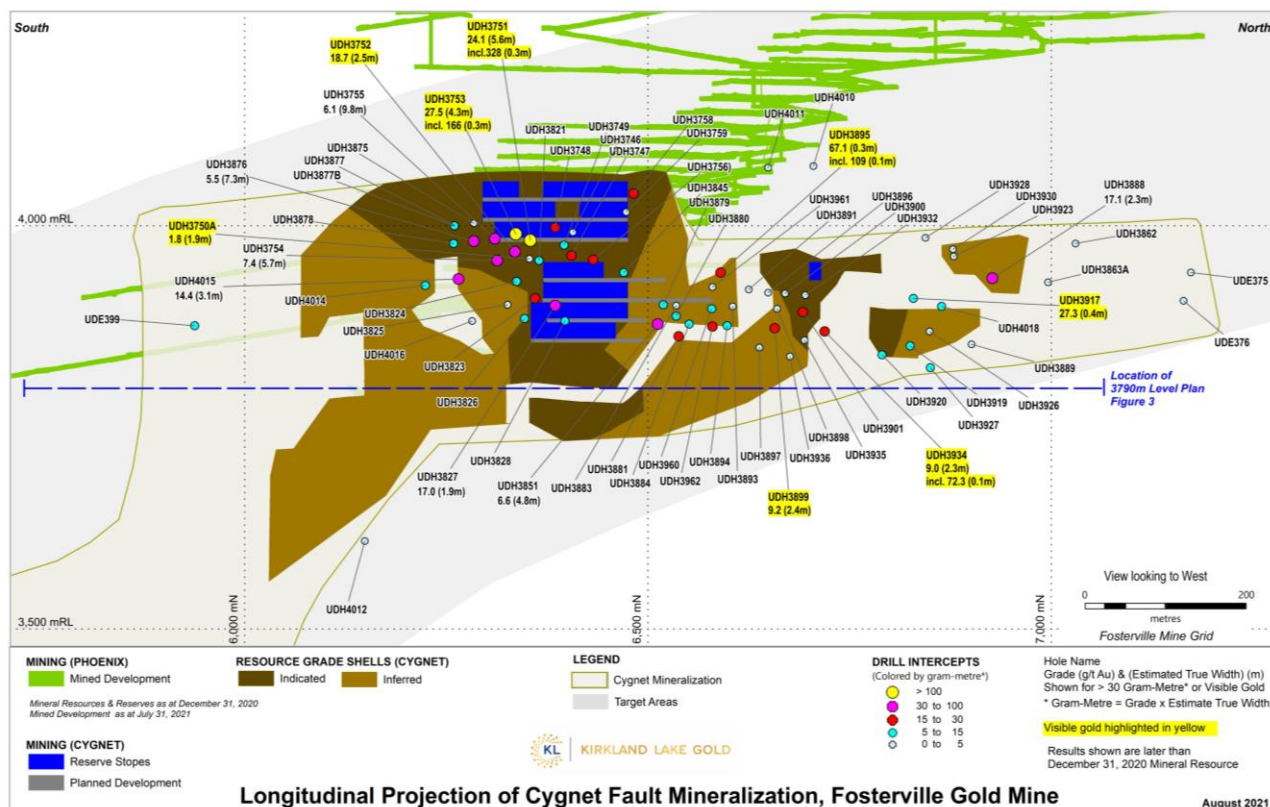 South
North
UDH3751
24.1 (5.6m)
incl.328 (0.3m)
UDH3752
18.7 (2.5m)
UDH3755
6.1 (9.8m)
UDH3753
27.5 (4.3m)
incl. 166 (0.3m)
UDH3821
UDH3749
UDH3746
UDH3748
UDH3747
UDH3758
UDH3759
UDH3756)
UDH3845
UDH3879
UDH3880
UDH4011
UDH4010
UDH3895
67.1 (0.3m)
incl. 109 (0.1m)
UDH3961
UDH3891
UDH3896
UDH3900
UDH3932
UDH3928
UDH3930
UDH3923
UDH3888
17.1 (2.3m)
UDH3862
UDH3863A
UDE375
UDE376
UDH3876
5.5 (7.3m)
UDH3875
UDH3877
UDH3877B
4,000 mRL
UDH3878
UDH3750A
1.8 (1.9m)
UDH3754
7.4 (5.7m)
UDH4015
14.4 (3.1m)
UDH4014
UDE399
UDH3824
UDH3825
UDH4016
UDH3823
UDH3826
UDH3917
27.3 (0.4m)
UDH4018
UDH3889
UDH3926
UDH3919
UDH3927
UDH3920
Location of
3790m Level Plan
Figure 3
UDH3901
UDH3935
UDH3898
UDH3936
UDH3897
UDH3934
9.0 (2.3m)
incl. 72.3 (0.1m)
UDH3899
9.2 (2.4m)
UDH3893
UDH3894
UDH3962
UDH3960
UDH3884
UDH3881
UDH3883
UDH3851
6.6 (4.8m)
UDH3828
UDH3827
17.0 (1.9m)
UDH4012
3,500 mRL
6,000 mN
6,500 mN
7,000 mN
View looking to West
0 200
metres
Fosterville Mine Grid
MINING (PHOENIX)
Mined Development
Mineral Resources & Reserves as at December 31, 2020
Mined Development as at July 31, 2021
MINING (CYGNET)
Reserve Stopes
Planned Development
RESOURCE GRADE SHELLS (CYGNET)
Indicated
Inferred
LEGEND
Cygnet Mineralization
Target Areas
KL KIRKLAND LAKE GOLD
DRILL INTERCEPTS
(Colored by gram-metre*)
> 100
30 to 100
15 to 30
5 to 15
0 to 5
Hole Name
Grade (g/t Au) & (Estimated True Width) (m)
Shown for > 30 Gram-Metre* or Visible Gold
* Gram-Metre = Grade x Estimate True Width
Visible gold highlighted in yellow
Results shown are later than
December 31, 2020 Mineral Resource
Longitudinal Projection of Cygnet Fault Mineralization, Fosterville Gold Mine
August 2021